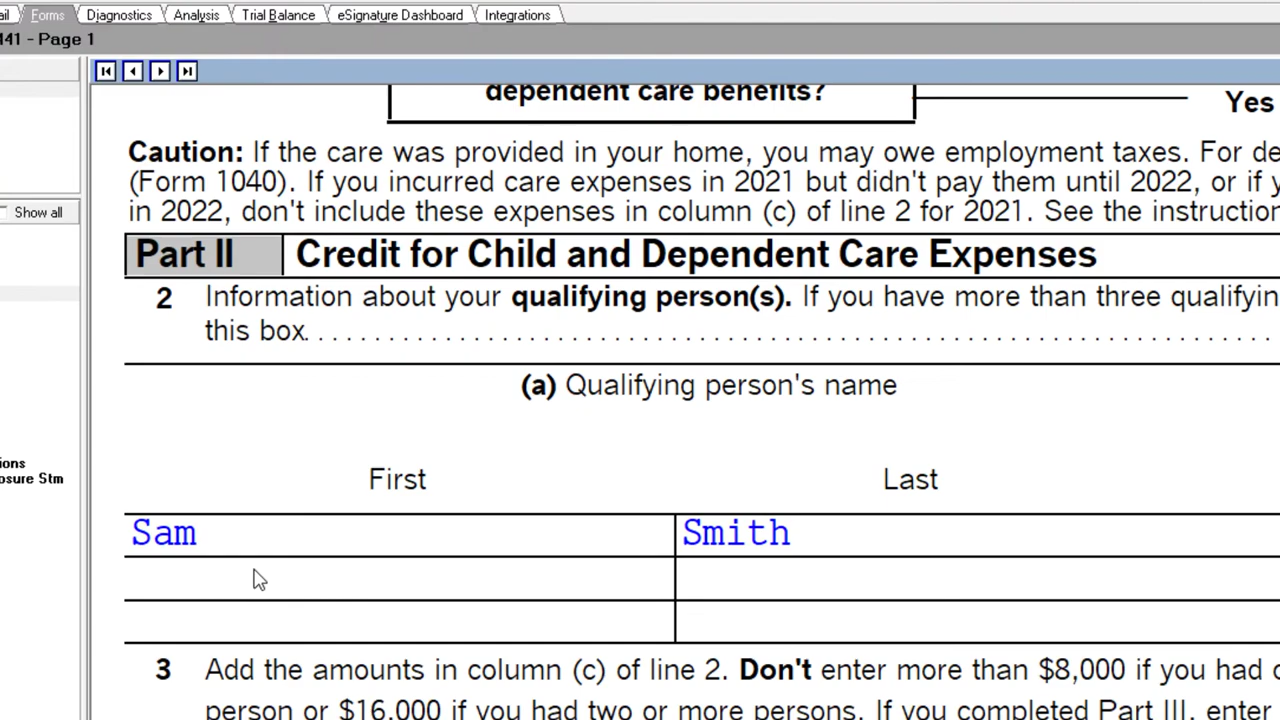 ail Forms Diagnostics Analysis Trial Balance eSignature Dashboard Integrations
141 - Page 1
dependent care benefits?
Yes
Caution: If the care was provided in your home, you may owe employment taxes. For de
(Form 1040). If you incurred care expenses in 2021 but didn't pay them until 2022, or if y
in 2022, don't include these expenses in column (c) of line 2 for 2021. See the instruction
Show all
Part II Credit for Child and Dependent Care Expenses
2 Information about your qualifying person(s). If you have more than three qualifyin
this box. . . . . . . . . . . . . . . . . . . . . . . . . . . . . . . . . . . . . . . . . . . . . . . . . . . . . . . . . . . . . . . . . . . .
(a) Qualifying person's name
ions
osure Stm
First Last
Sam Smith
3 Add the amounts in column (c) of line 2. Don't enter more than $8,000 if you had o
person or $16,000 if you had two or more persons. If you completed Part III, enter